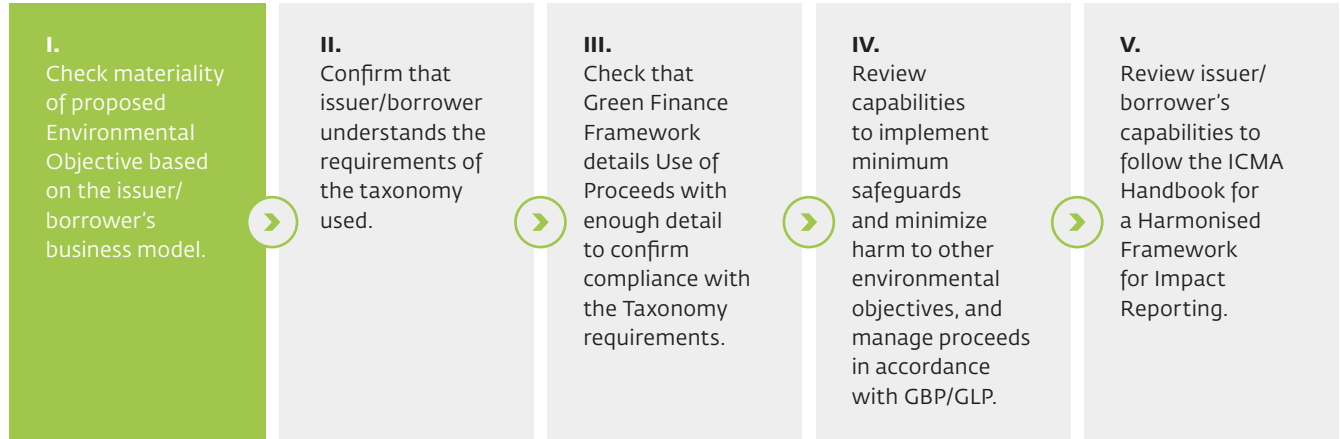 I.
Check materiality
of proposed
Environmental
Objective based
on the issuer/
borrower's
business model.
II.
Confirm that
issuer/borrower
understands the
requirements of
the taxonomy
used.
III.
Check that
Green Finance
Framework
details Use of
Proceeds with
enough detail
to confirm
compliance with
the Taxonomy
requirements.
IV.
Review
capabilities
to implement
minimum
safeguards
and minimize
harm to other
environmental
objectives, and
manage proceeds
in accordance
with GBP/GLP.
V.
Review issuer/
borrower's
capabilities to
follow the ICMA
Handbook for
a Harmonised
Framework
for Impact
Reporting.